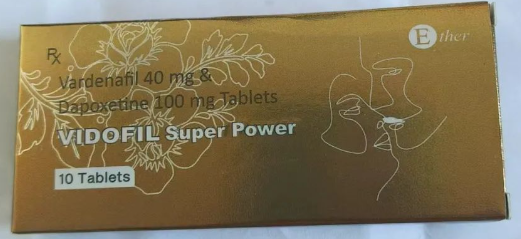 Rx
Vardenafil 40 mg &
Dapoxetine 100 mg Tablets
VIDOFIL Super Power
10 Tablets
Ether